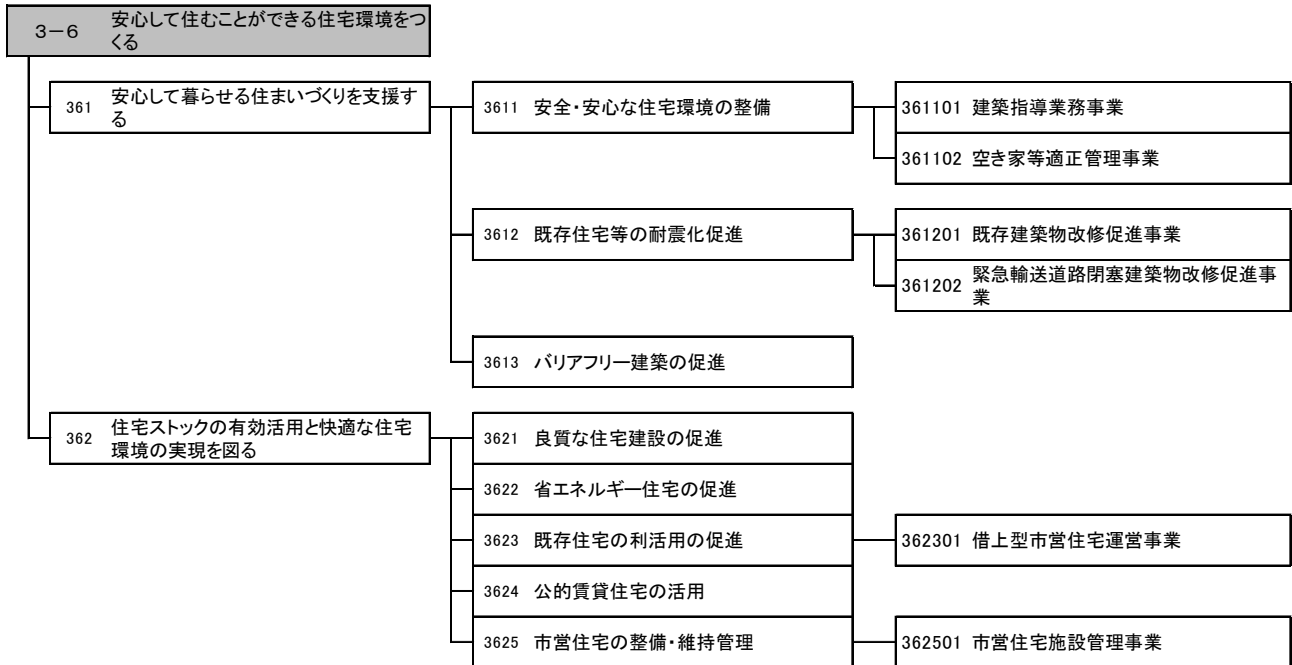 3－6 安心して住むことができる住宅環境をつ
くる
361 安心して暮らせる住まいづくりを支援す
る
3611 安全・安心な住宅環境の整備
361101 建築指導業務事業
361102 空き家等適正管理事業
3612 既存住宅等の耐震化促進
361201 既存建築物改修促進事業
361202 緊急輸送道路閉塞建築物改修促進事
業
3613 バリアフリー建築の促進
362 住宅ストックの有効活用と快適な住宅
環境の実現を図る
3621 良質な住宅建設の促進
3622 省エネルギー住宅の促進
3623 既存住宅の利活用の促進
362301 借上型市営住宅運営事業
3624 公的賃貸住宅の活用
3625 市営住宅の整備・維持管理
362501 市営住宅施設管理事業